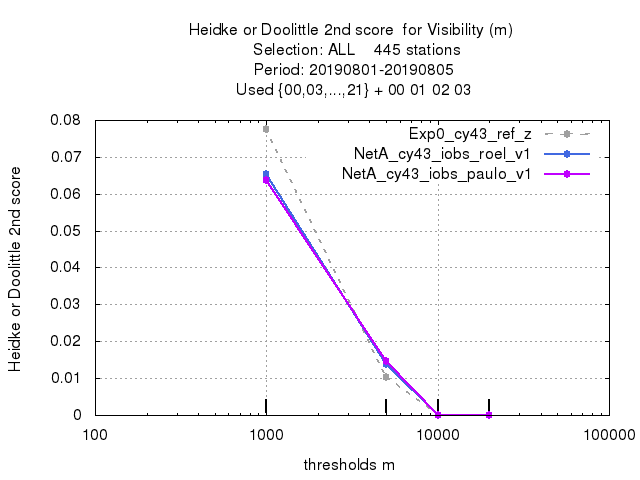 Heidke or Doolittle 2nd score  for Visibility (m)
Selection: ALL    445 stations
Period: 20190801-20190805
Used {00,03,...,21} + 00 01 02 03
Heidke or Doolittle 2nd score
0.08
0.07
0.06
0.05
0.04
0.03
0.02
0.01
0
Exp0_cy43_ref_z
NetA_cy43_iobs_roel_v1
NetA_cy43_iobs_paulo_v1
100 1000 10000 100000
thresholds m